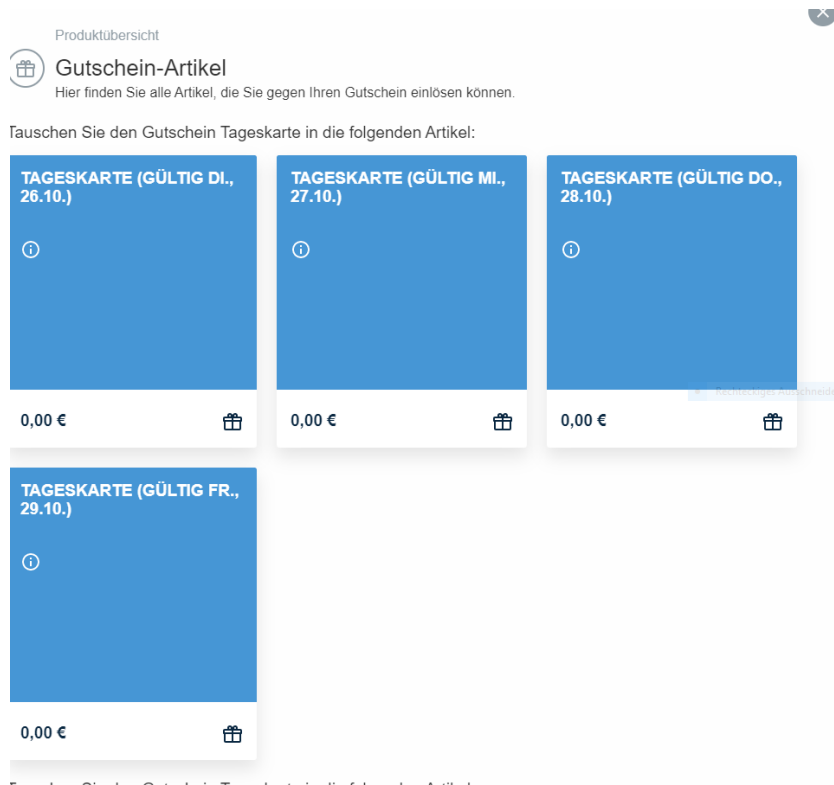 Produktübersicht
Gutschein-Artikel
Hier finden Sie alle Artikel, die Sie gegen Ihren Gutschein einlösen können.
Tauschen Sie den Gutschein Tageskarte in die folgenden Artikel:
TAGESKARTE (GÜLTIG DI.,
26.10.)
0,00 €
TAGESKARTE (GÜLTIG MI.,
27.10.)
0,00 €
TAGESKARTE (GÜLTIG DO.,
28.10.)
Rechteckiges Ausschneide
0,00 €
TAGESKARTE (GÜLTIG FR.,
29.10.)
0,00 €